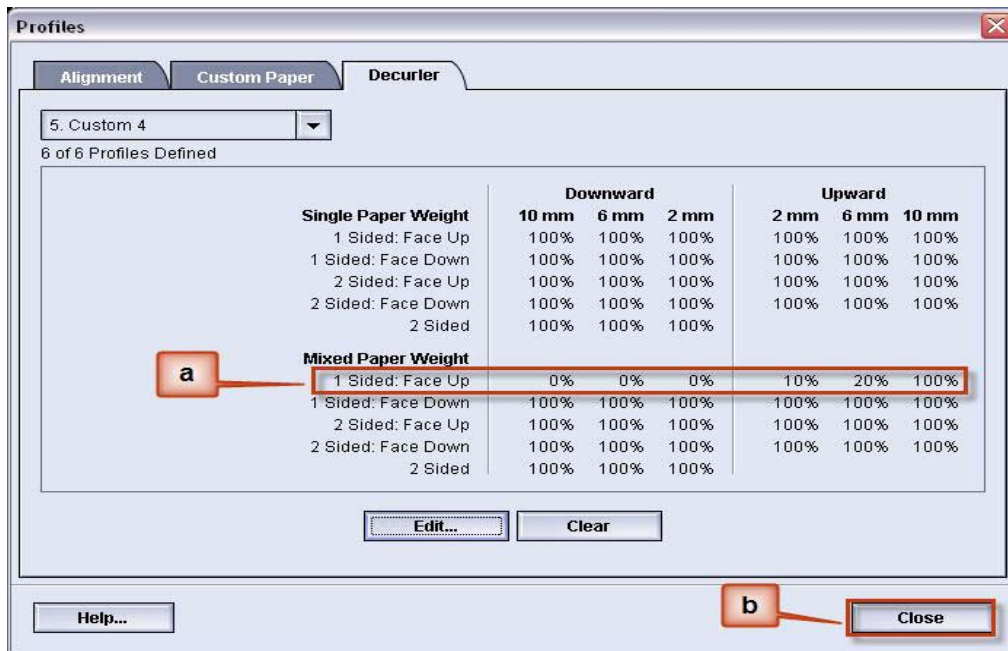 Profiles
Alignment Custom Paper Decurler
5. Custom 4
6 of 6 Profiles Defined
Downward Upward
Single Paper Weight 10 mm 6 mm 2 mm 2 mm 6 mm 10 mm
1 Sided: Face Up 100% 100% 100% 100% 100% 100%
1 Sided: Face Down 100% 100% 100% 100% 100% 100%
2 Sided: Face Up 100% 100% 100% 100% 100% 100%
2 Sided: Face Down 100% 100% 100% 100% 100% 100%
2 Sided 100% 100% 100%
Mixed Paper Weight
a 1 Sided: Face Up 0% 0% 0% 10% 20% 100%
1 Sided: Face Down 100% 100% 100% 100% 100% 100%
2 Sided: Face Up 100% 100% 100% 100% 100% 100%
2 Sided: Face Down 100% 100% 100% 100% 100% 100%
2 Sided 100% 100% 100%
Edit... Clear
Help... b Close